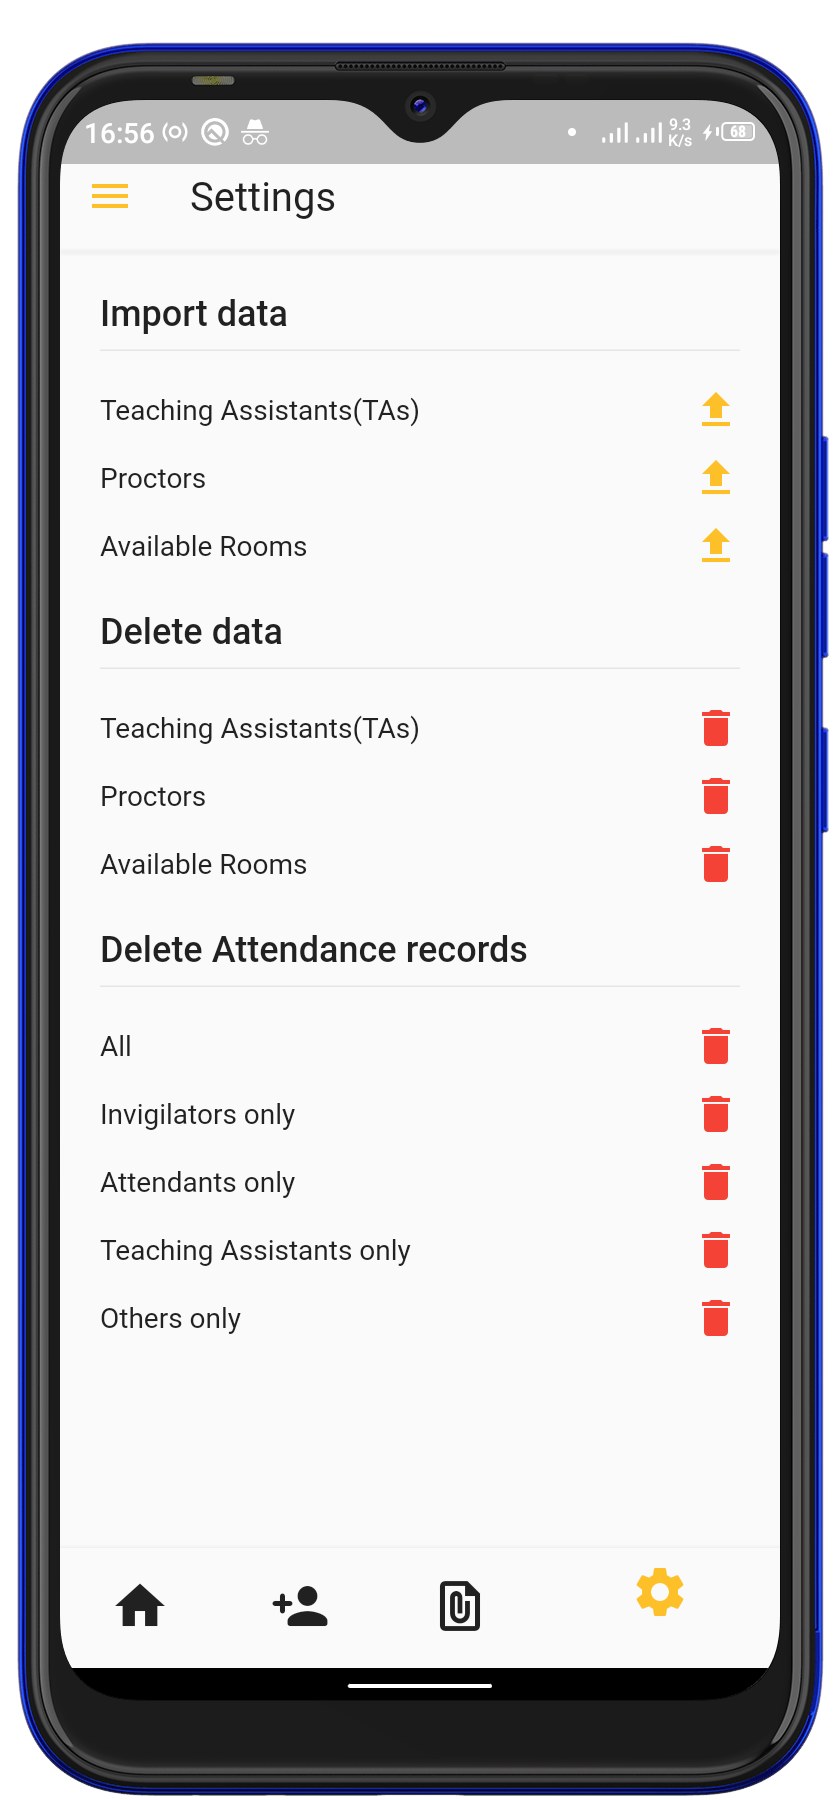 16:56 9.3 K/s 68
Settings
Import data
Teaching Assistants(TAs)
Proctors
Available Rooms
Delete data
Teaching Assistants(TAs)
Proctors
Available Rooms
Delete Attendance records
All
Invigilators only
Attendants only
Teaching Assistants only
Others only